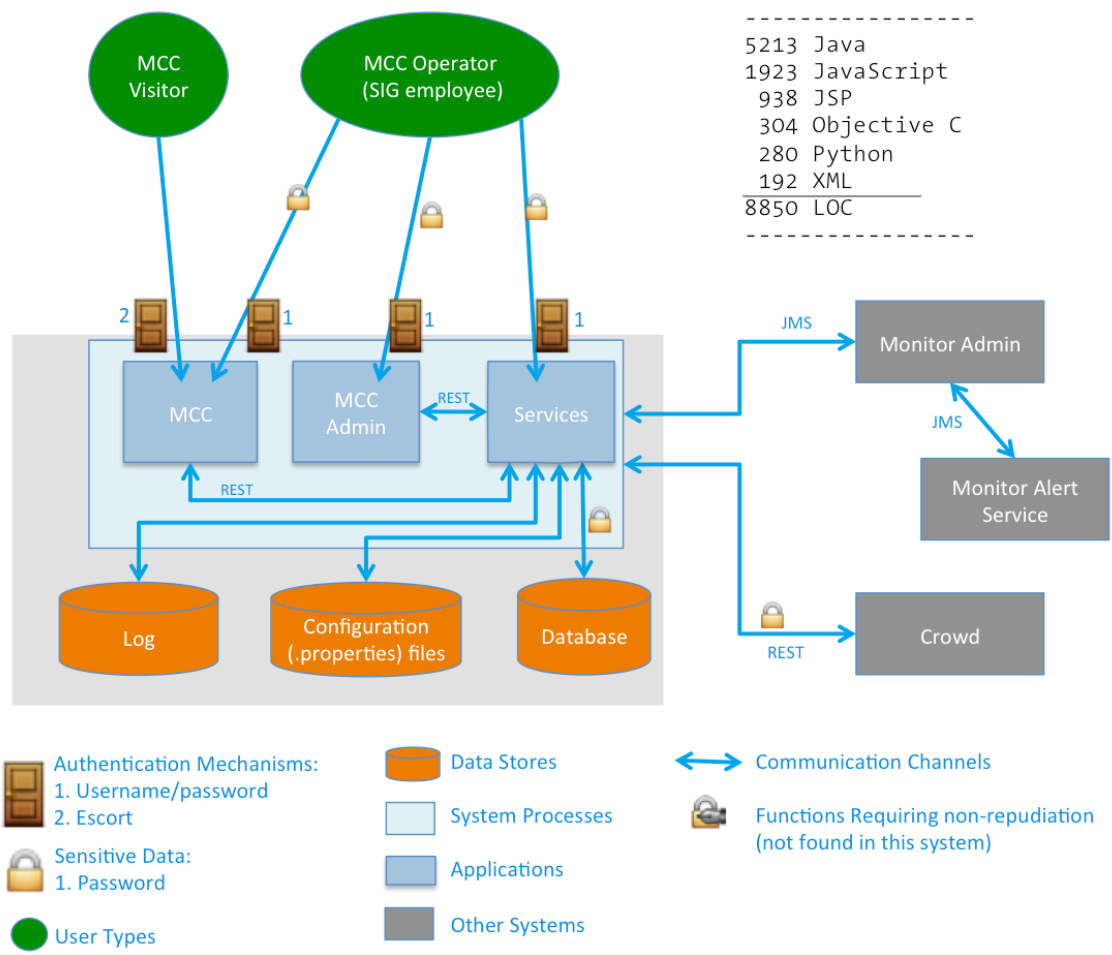 MCC
Visitor
MCC Operator
(SIG employee)
-----------------
5213 Java
1923 JavaScript
938 JSP
304 Objective C
280 Python
192 XML
8850 LOC
-----------------
2
1
1
1
MCC
MCC
Admin
REST
Services
REST
JMS
Monitor Admin
JMS
Monitor Alert
Service
Log
Configuration
(.properties) files
Database
REST
Crowd
Authentication Mechanisms:
1. Username/password
2. Escort
Sensitive Data:
1. Password
User Types
Data Stores
System Processes
Applications
Other Systems
Communication Channels
Functions Requiring non-repudiation
(not found in this system)